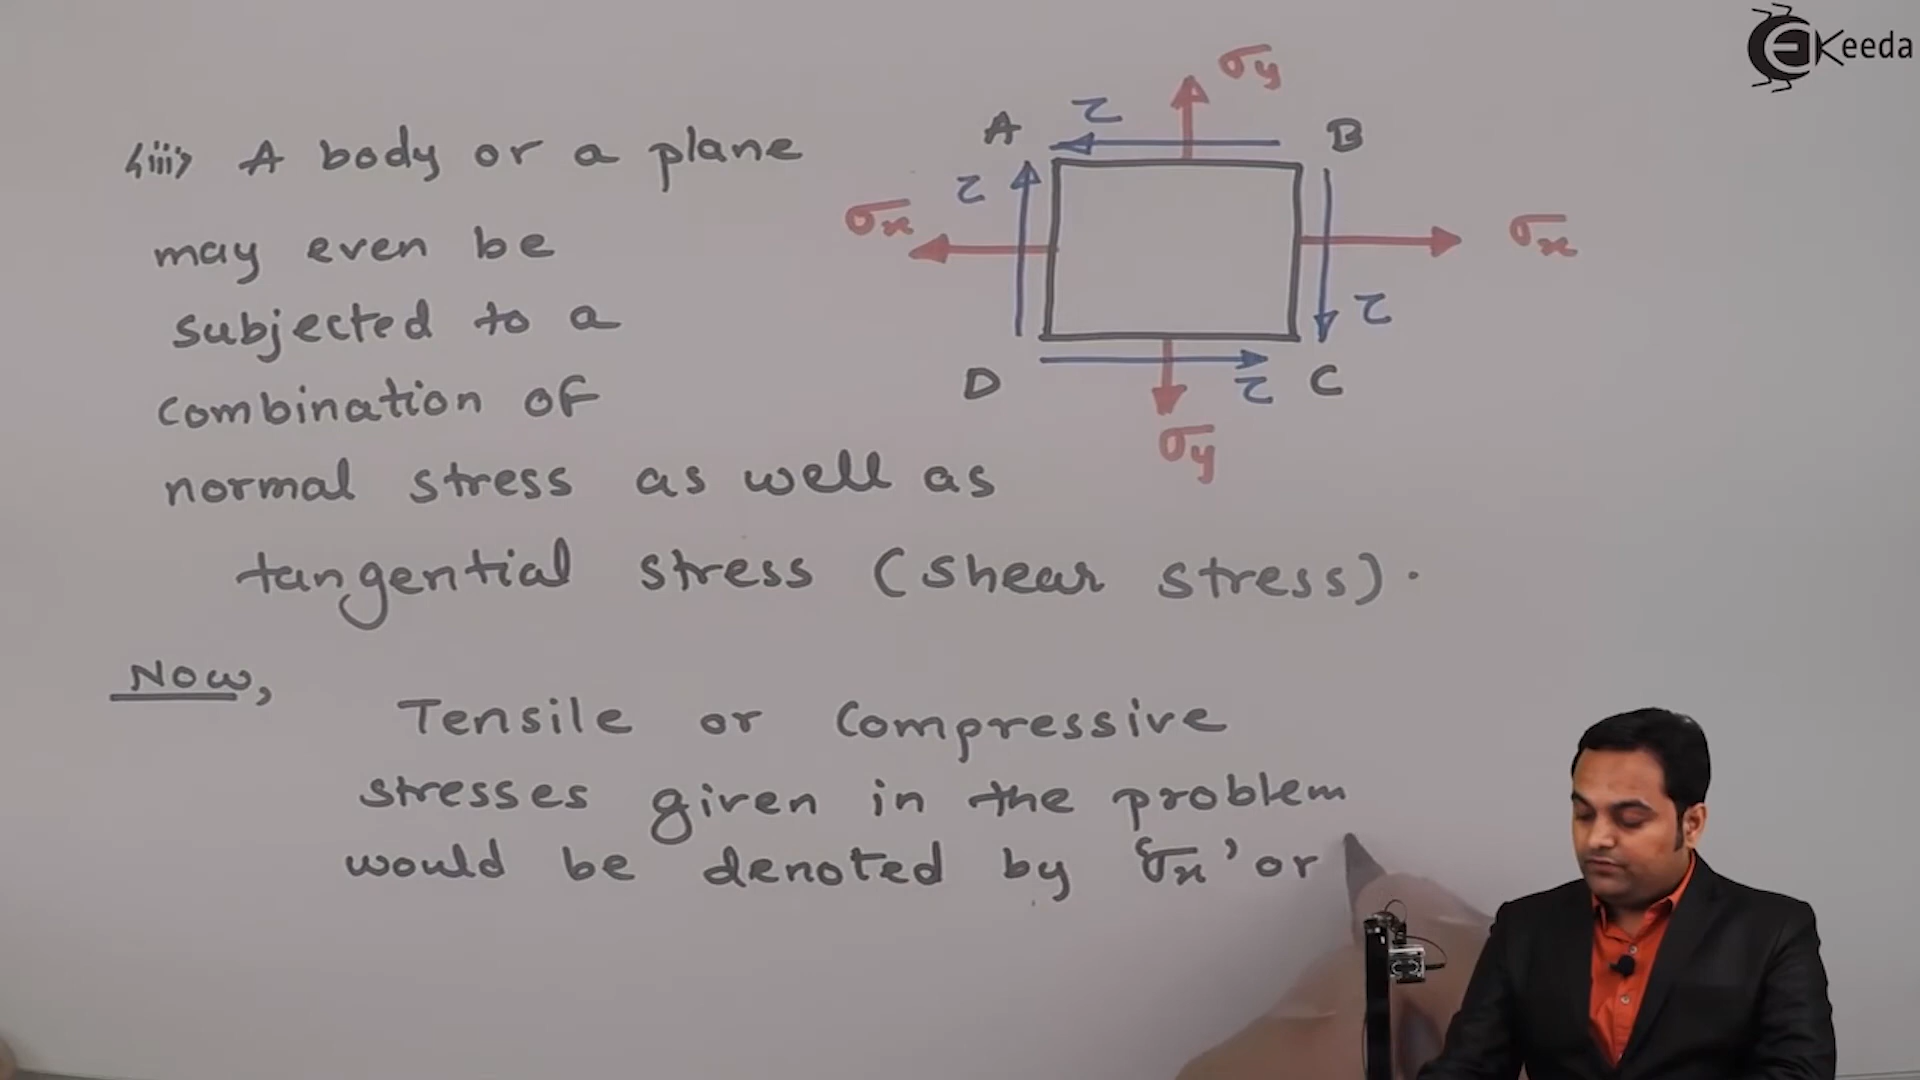 EKeeda
σy
τ
A
B
(iii) A body or a plane
τ
σx
σx
may even be
τ
subjected to a
D
τ
C
combination of
σy
normal stress as well as
tangential stress (shear stress).
Now,
Tensile or compressive
stresses given in the problem
would be denoted by 'σx' or